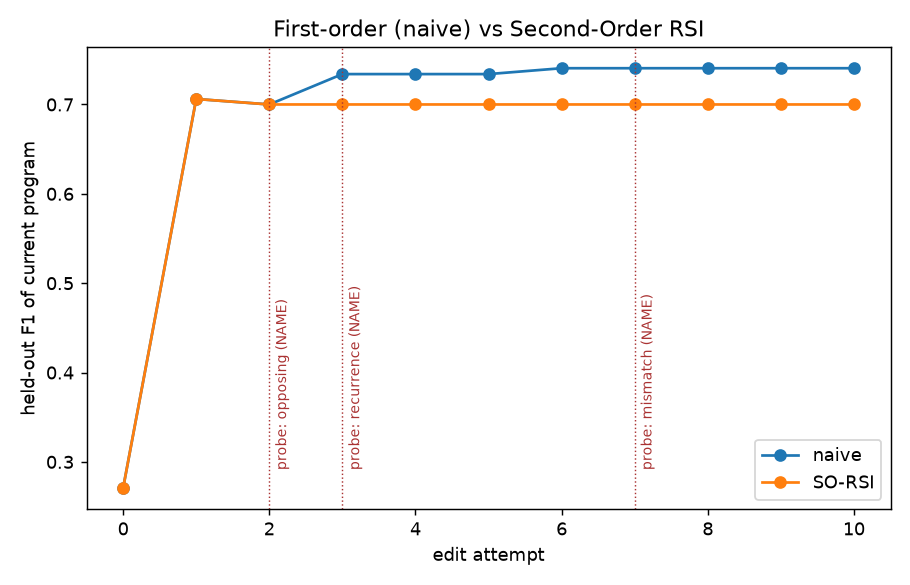 First-order (naive) vs Second-Order RSI
held-out F1 of current program
0.7
0.6
0.5
0.4
0.3
probe: opposing (NAME)
probe: recurrence (NAME)
probe: mismatch (NAME)
naive
SO-RSI
0 2 4 6 8 10
edit attempt